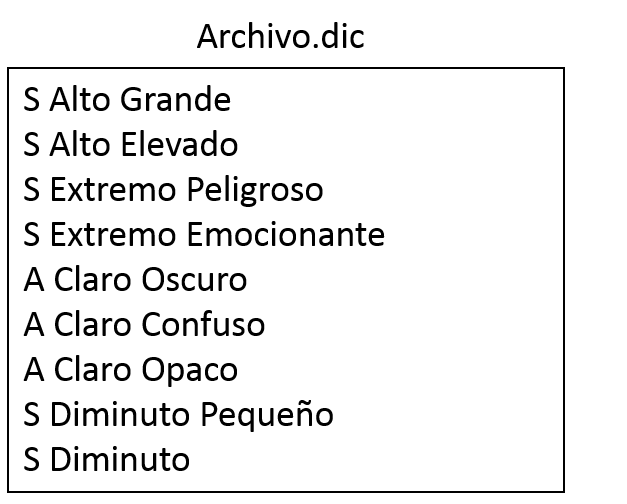 Archivo.dic
S Alto Grande
S Alto Elevado
S Extremo Peligroso
S Extremo Emocionante
A Claro Oscuro
A Claro Confuso
A Claro Opaco
S Diminuto Pequeño
S Diminuto